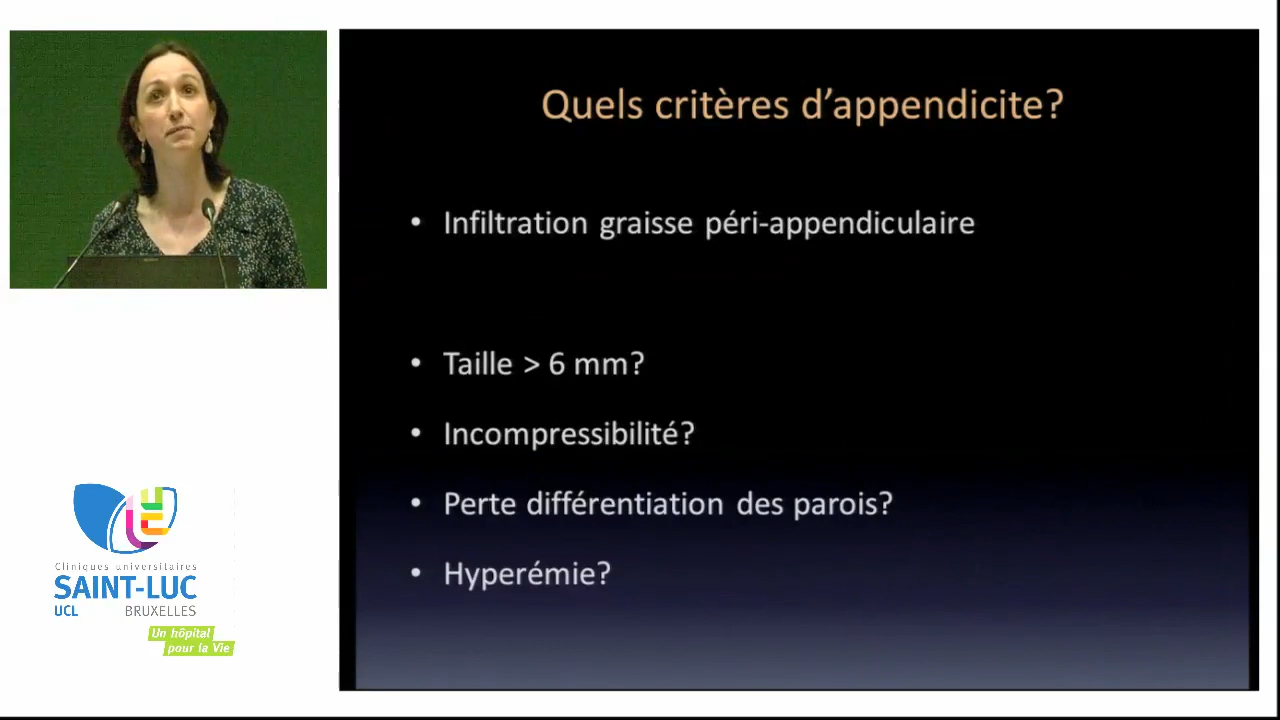 Quels critères d’appendicite?
• Infiltration graisse péri-appendiculaire
• Taille > 6 mm?
• Incompressibilité?
• Perte différentiation des parois?
• Hyperémie?
Cliniques universitaires
SAINT-LUC
UCL BRUXELLES
Un hôpital
pour la Vie